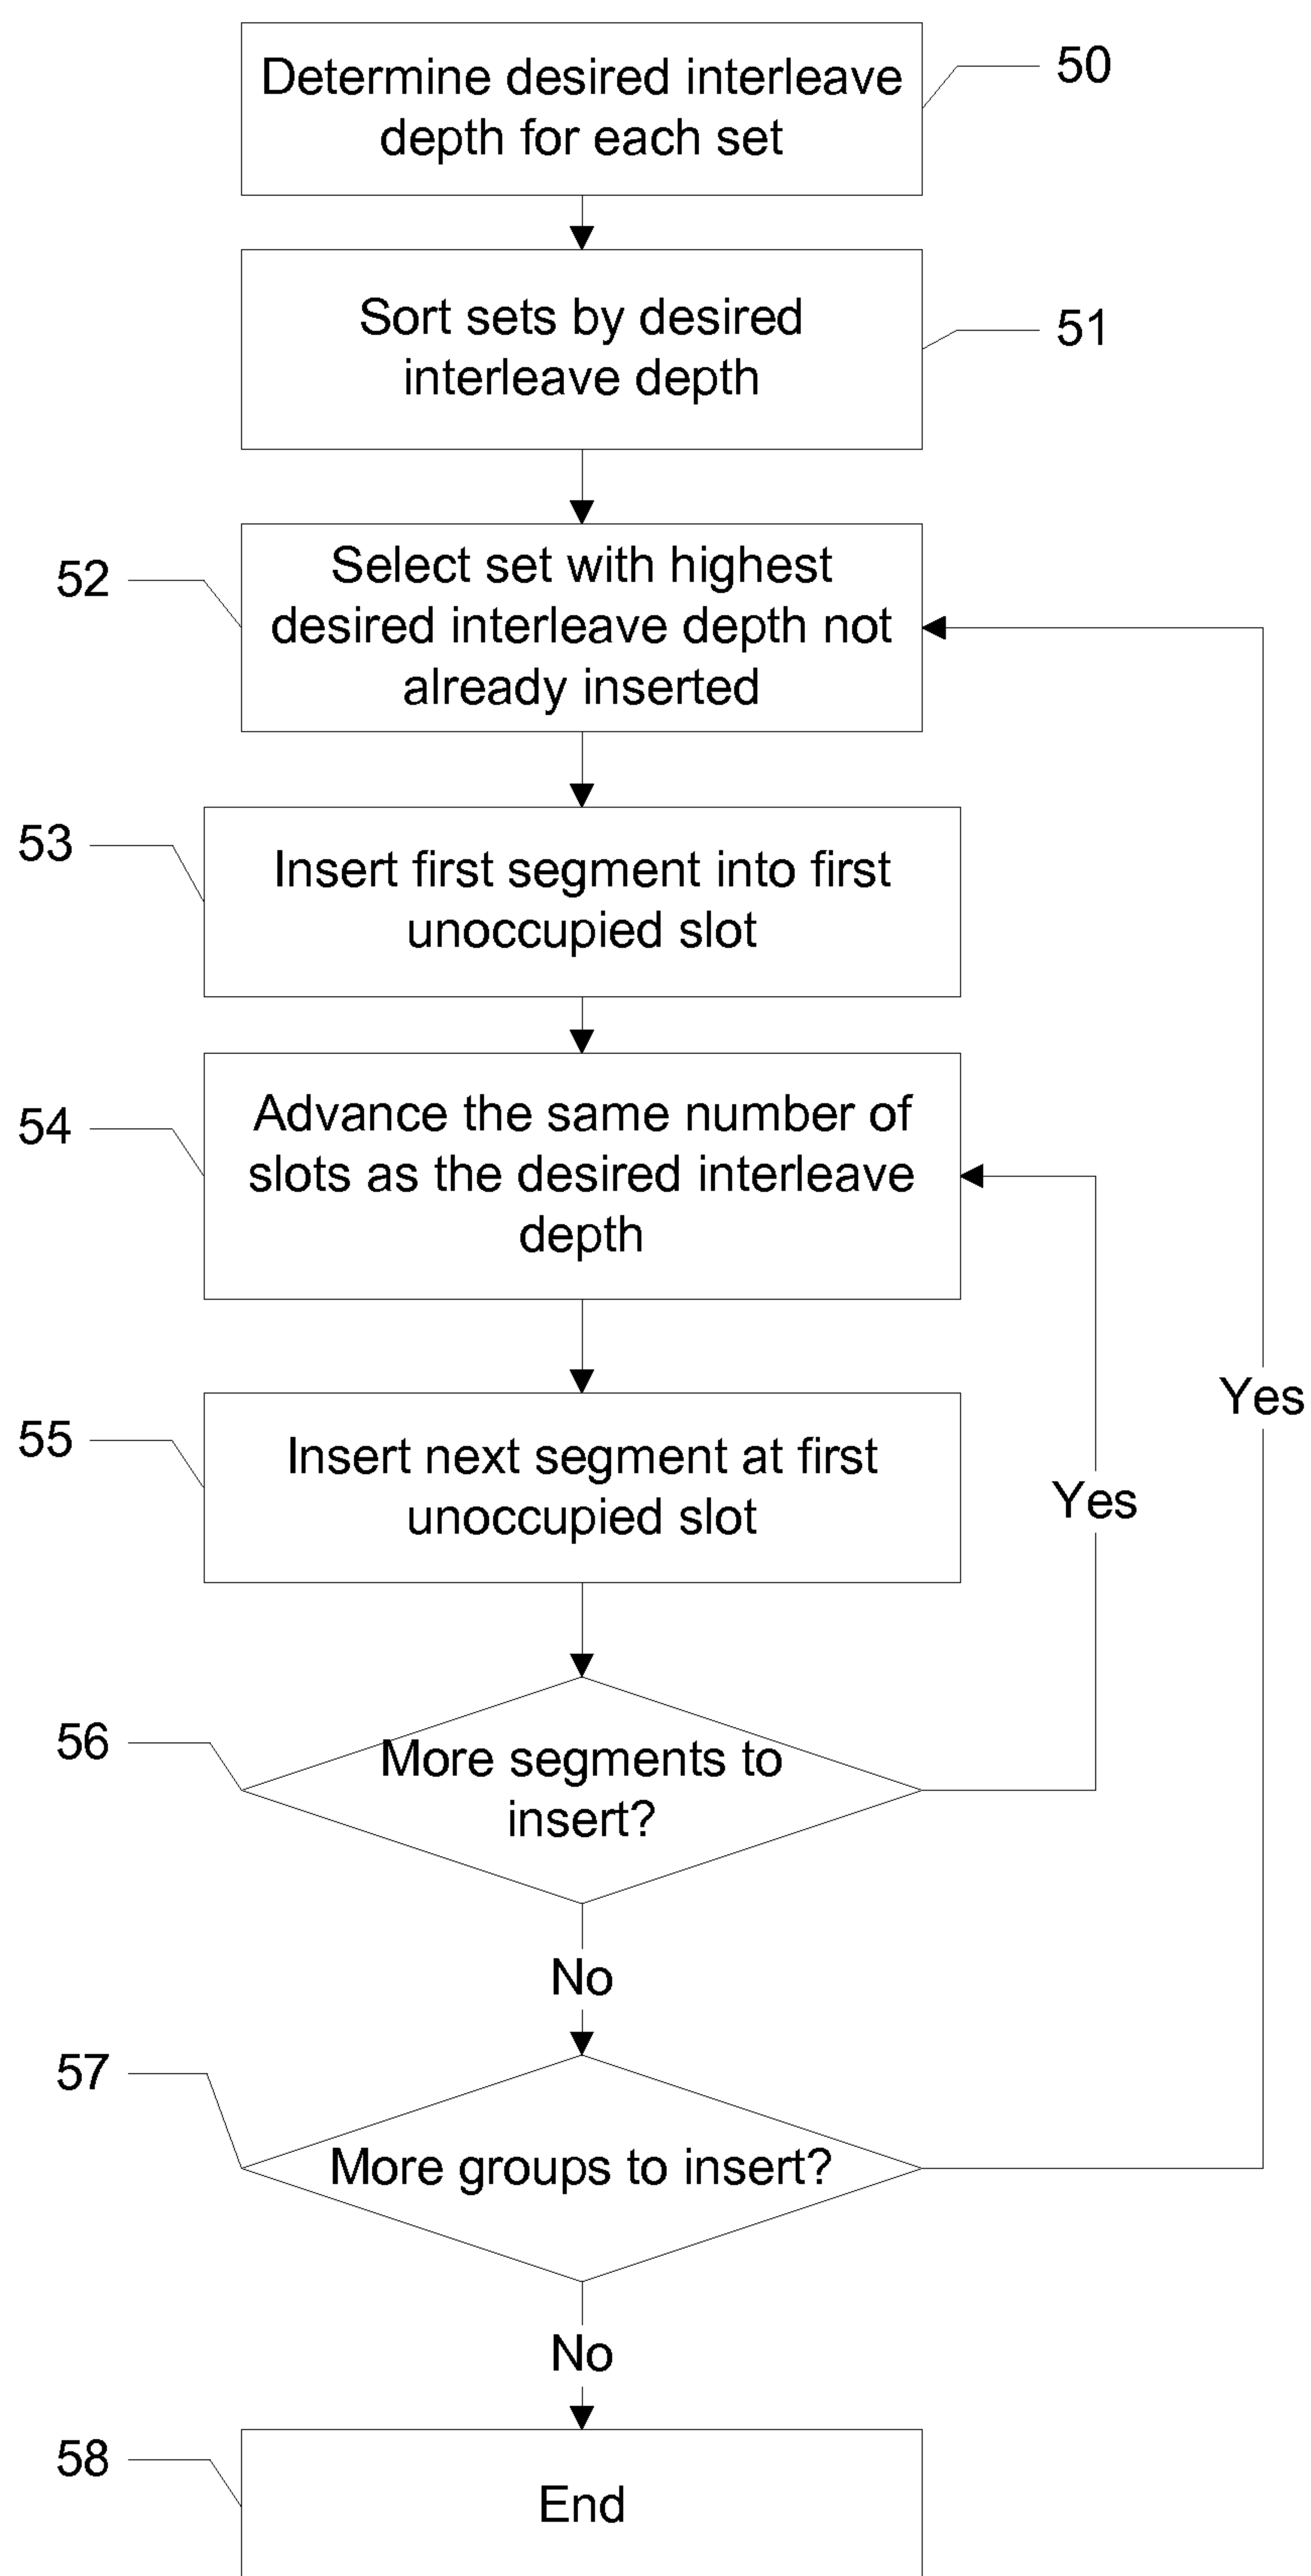 Determine desired interleave
depth for each set
50
Sort sets by desired
interleave depth
51
52
Select set with highest
desired interleave depth not
already inserted
53
Insert first segment into first
unoccupied slot
54
Advance the same number of
slots as the desired interleave
depth
Yes
55
Insert next segment at first
unoccupied slot
Yes
56
More segments to
insert?
No
57
More groups to insert?
No
58
End